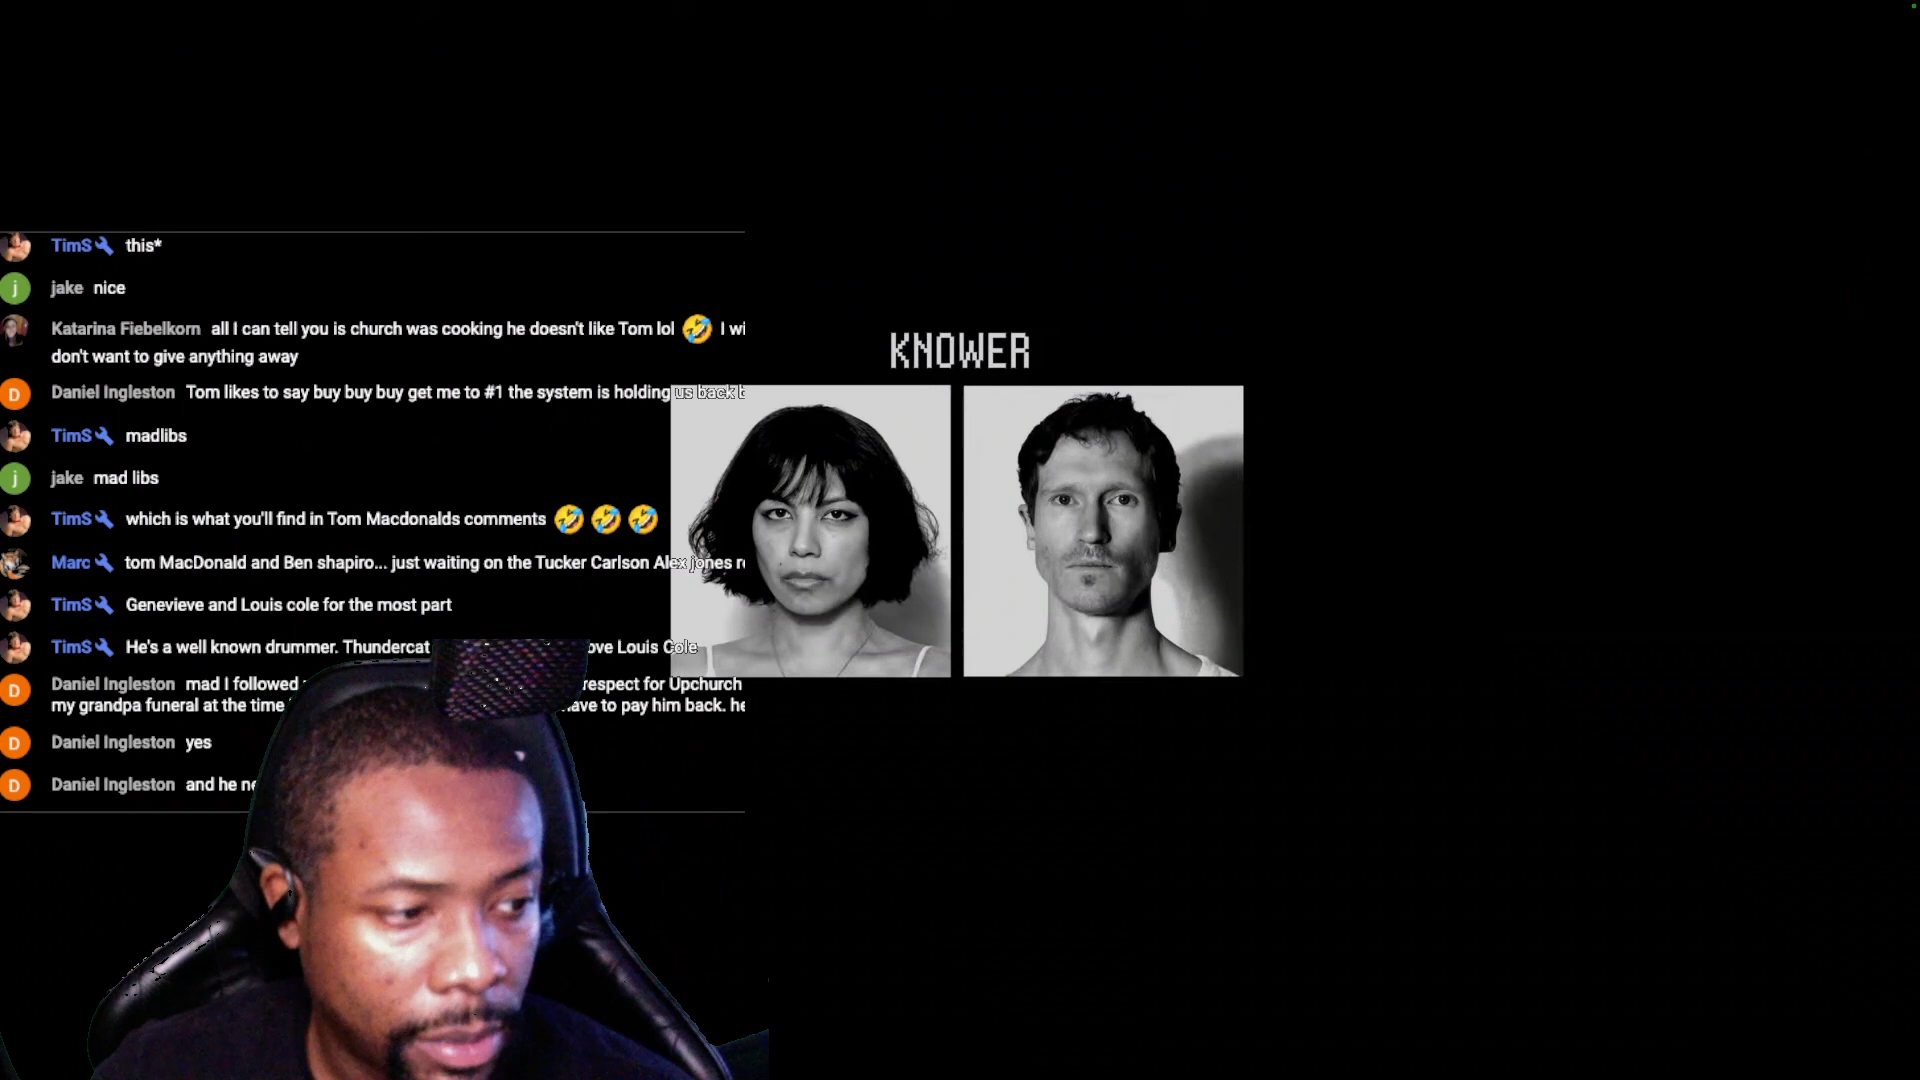 TimS this*
jake nice
Katarina Fiebelkorn all I can tell you is church was cooking he doesn't like Tom lol 🤣 I wi
don't want to give anything away
Daniel Ingleston Tom likes to say buy buy buy get me to #1 the system is holding us back
TimS madlibs
jake mad libs
TimS which is what you'll find in Tom Macdonalds comments 🤣 🤣 🤣
Marc tom MacDonald and Ben shapiro... just waiting on the Tucker Carlson Alex jones
TimS Genevieve and Louis cole for the most part
TimS He's a well known drummer. Thundercat Louis Cole
Daniel Ingleston mad I followed respect for Upchurch
my grandpa funeral at the time have to pay him back.
Daniel Ingleston yes
Daniel Ingleston and he
KNOWER